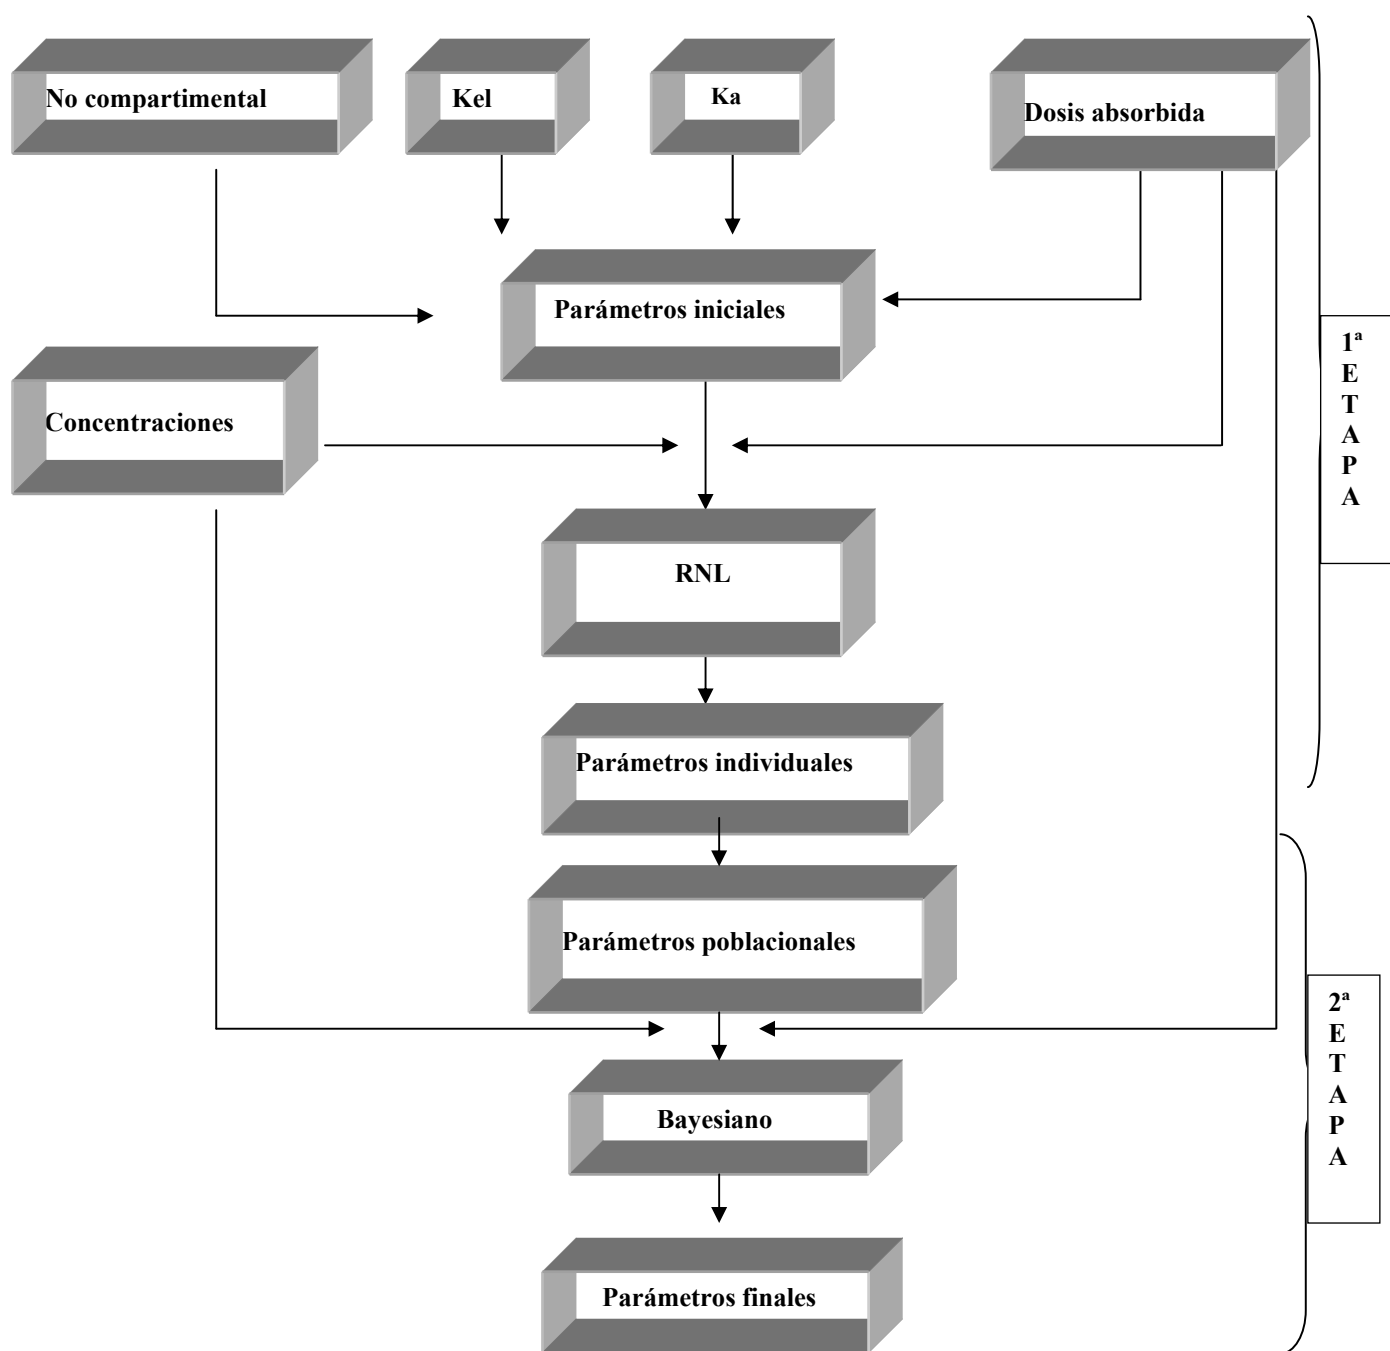 No compartimental
Kel
Ka
Dosis absorbida
Parámetros iniciales
Concentraciones
1ª
E
T
A
P
A
RNL
Parámetros individuales
Parámetros poblacionales
2ª
E
T
A
P
A
Bayesiano
Parámetros finales